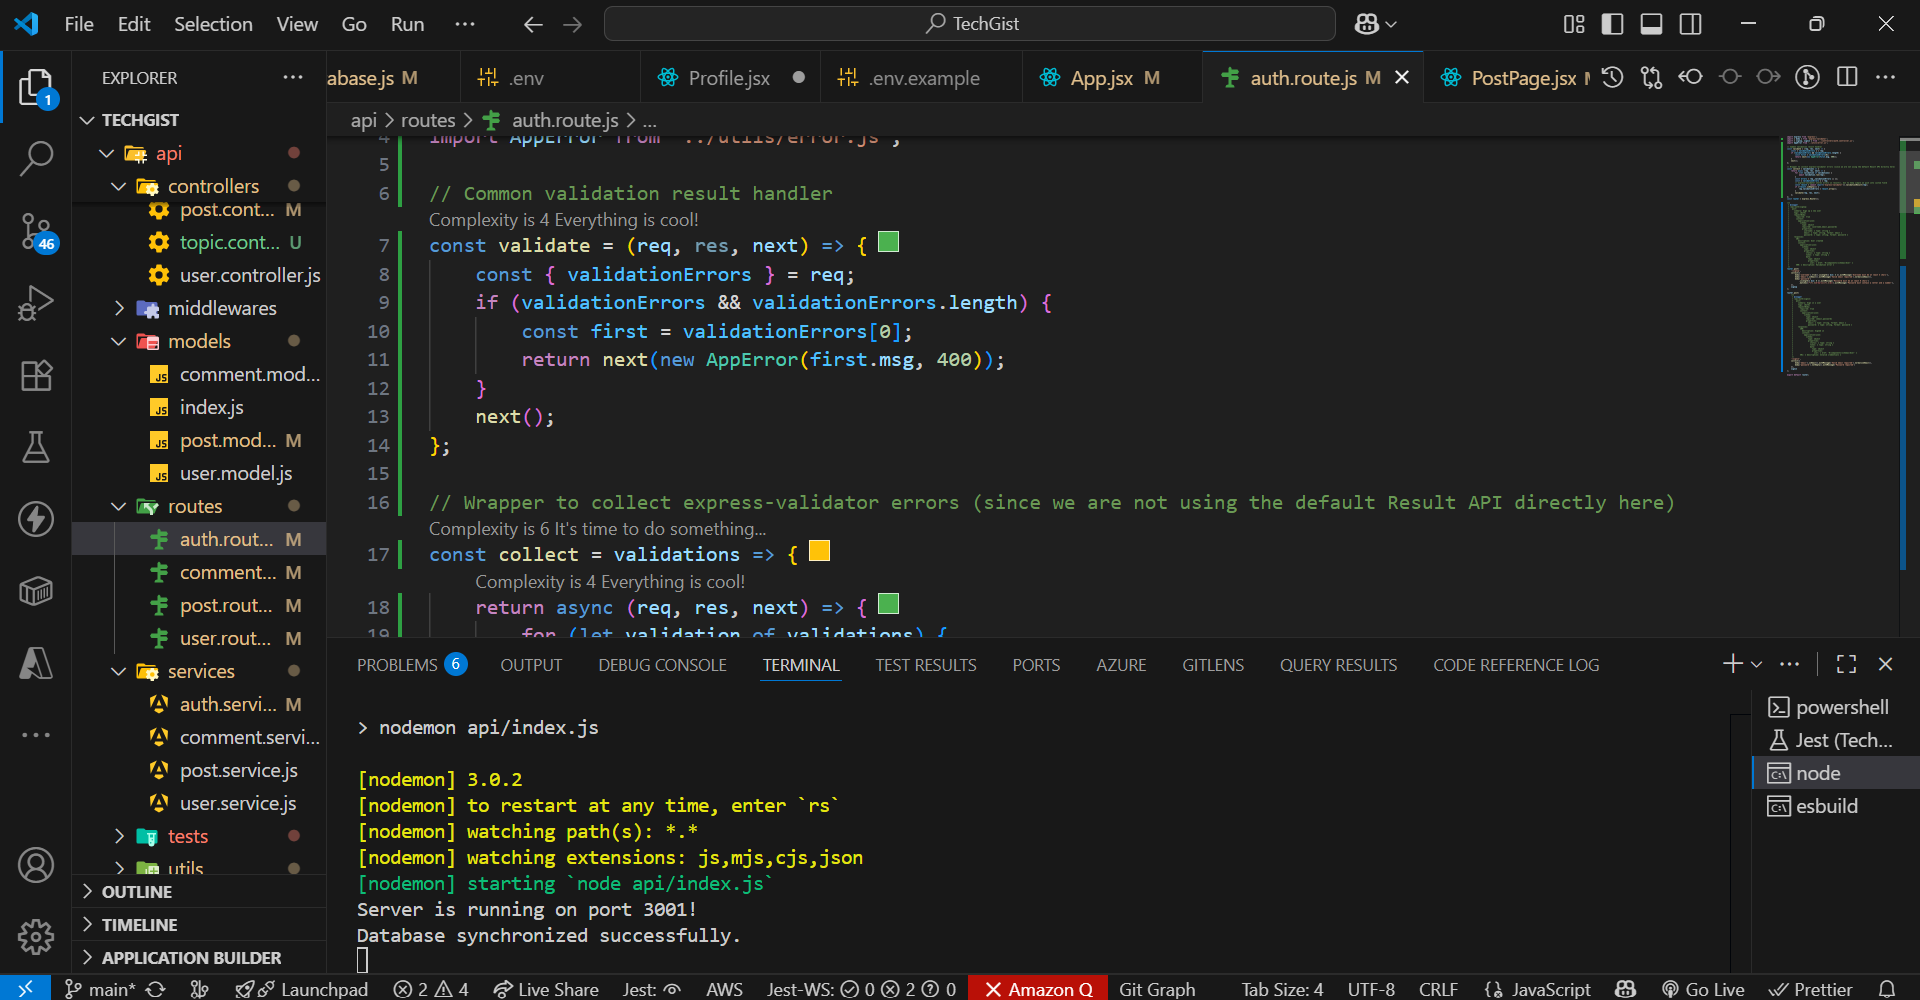 File Edit Selection View Go Run ··· TechGist
EXPLORER ···
abase.js M .env Profile.jsx .env.example App.jsx M auth.route.js M PostPage.jsx
api > routes > auth.route.js > ...
TECHGIST
api
controllers
post.cont... M
topic.cont... U
user.controller.js
middlewares
models
comment.mod...
index.js
post.mod... M
user.model.js
routes
auth.rout... M
comment... M
post.rout... M
user.rout... M
services
auth.servi... M
comment.servi...
post.service.js
user.service.js
tests
utils
OUTLINE
TIMELINE
APPLICATION BUILDER
1
46
4 import AppError from '../utils/error.js';
5
6 // Common validation result handler
Complexity is 4 Everything is cool!
7 const validate = (req, res, next) => {
8 const { validationErrors } = req;
9 if (validationErrors && validationErrors.length) {
10 const first = validationErrors[0];
11 return next(new AppError(first.msg, 400));
12 }
13 next();
14 };
15
16 // Wrapper to collect express-validator errors (since we are not using the default Result API directly here)
Complexity is 6 It's time to do something...
17 const collect = validations => {
Complexity is 4 Everything is cool!
18 return async (req, res, next) => {
19 for (let validation of validations) {
PROBLEMS 6 OUTPUT DEBUG CONSOLE TERMINAL TEST RESULTS PORTS AZURE GITLENS QUERY RESULTS CODE REFERENCE LOG
> nodemon api/index.js
[nodemon] 3.0.2
[nodemon] to restart at any time, enter `rs`
[nodemon] watching path(s): *.*
[nodemon] watching extensions: js,mjs,cjs,json
[nodemon] starting `node api/index.js`
Server is running on port 3001!
Database synchronized successfully.
powershell
Jest (Tech...
node
esbuild
main* Launchpad 2 4 Live Share Jest: AWS Jest-WS: 0 2 0 Amazon Q Git Graph Tab Size: 4 UTF-8 CRLF {} JavaScript Go Live Prettier